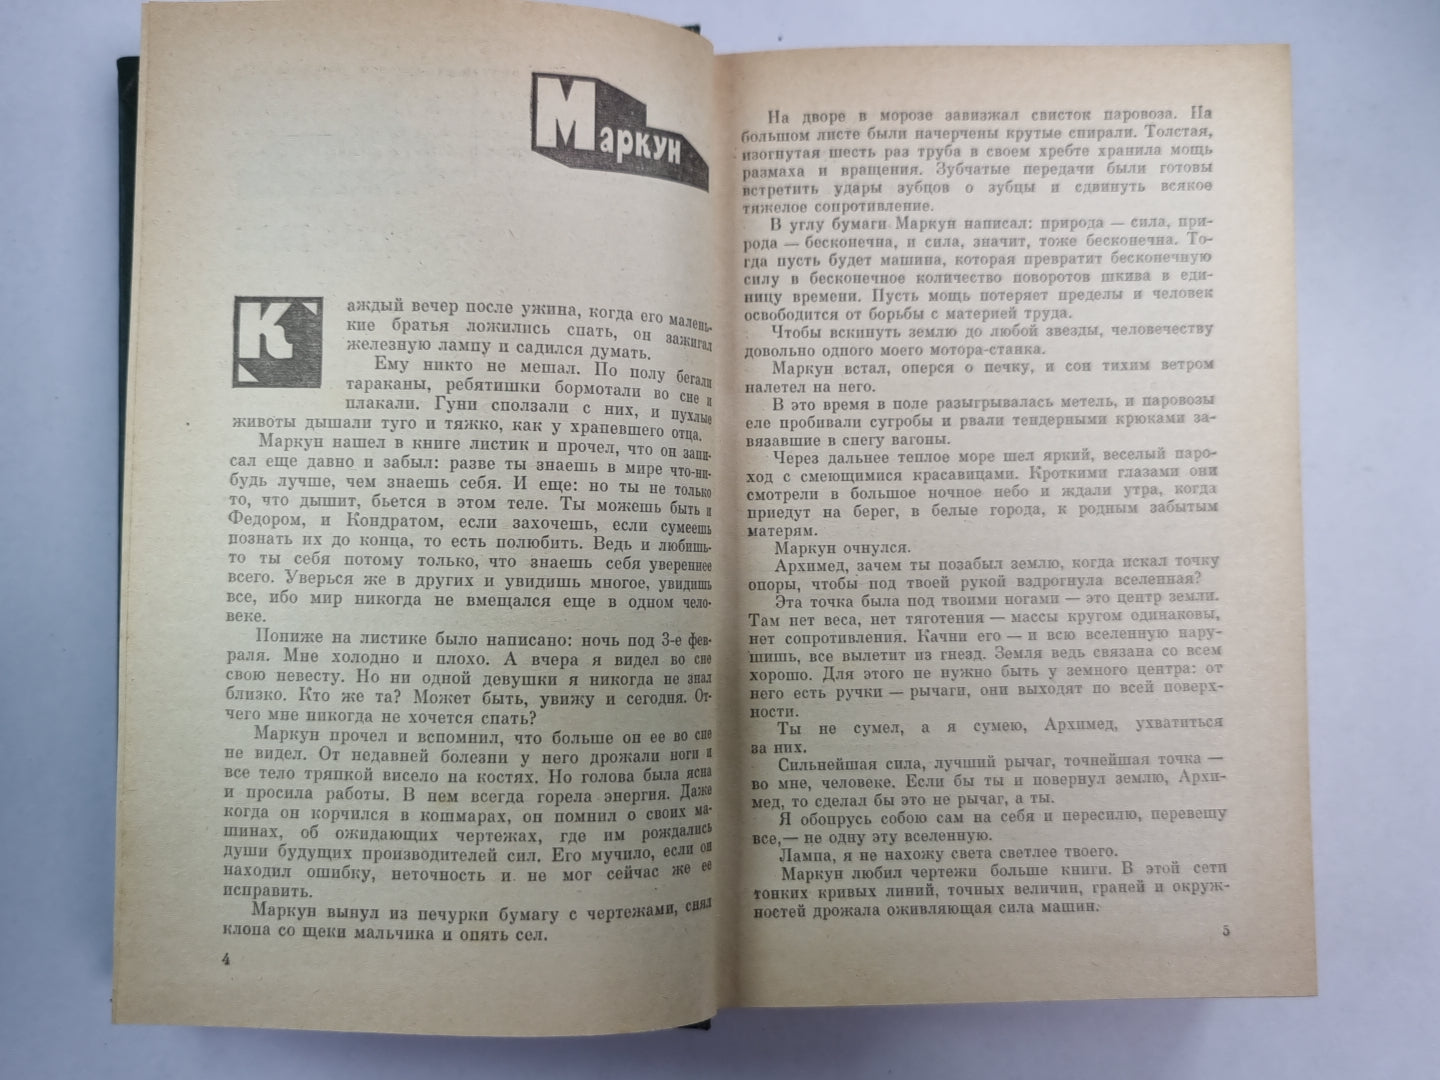 Маркун
Каждый вечер после ужина, когда его малень-
кие братья ложились спать, он зажигал
железную лампу и садился думать.
Ему никто не мешал. По полу бегали
тараканы, ребятишки бормотали во сне и
плакали. Гуни сползали с них, и пухлые
животы дышали туго и тяжко, как у храпевшего отца.
Маркун нашел в книге листик и прочел, что он запи-
сал еще давно и забыл: разве ты знаешь в мире что-ни-
будь лучше, чем знаешь себя. И еще: но ты не только
то, что дышит, бьется в этом теле. Ты можешь быть и
Федором, и Кондратом, если захочешь, если сумеешь
познать их до конца, то есть полюбить. Ведь и любишь-
то ты себя потому только, что знаешь себя увереннее
всего. Уверься же в других и увидишь многое, увидишь
все, ибо мир никогда не вмещался еще в одном чело-
веке.
Пониже на листике было написано: ночь под 3-е фев-
раля. Мне холодно и плохо. А вчера я видел во сне
свою невесту. Но ни одной девушки я никогда не знал
близко. Кто же та? Может быть, увижу и сегодня. От-
чего мне никогда не хочется спать?
Маркун прочел и вспомнил, что больше он ее во сне
не видел. От недавней болезни у него дрожали ноги и
все тело тряпкой висело на костях. Но голова была ясна
и просила работы. В нем всегда горела энергия. Даже
когда он корчился в кошмарах, он помнил о своих ма-
шинах, об ожидающих чертежах, где им рождались
души будущих производителей сил. Его мучило, если он
находил ошибку, неточность и не мог сейчас же ее
исправить.
Маркун вынул из печурки бумагу с чертежами, снял
клопа со щеки мальчика и опять сел.
4
На дворе в морозе завизжал свисток паровоза. На
большом листе были начерчены крутые спирали. Толстая,
изогнутая шесть раз труба в своем хребте хранила мощь
размаха и вращения. Зубчатые передачи были готовы
встретить удары зубцов о зубцы и сдвинуть всякое
тяжелое сопротивление.
В углу бумаги Маркун написал: природа — сила, при-
рода — бесконечна, и сила, значит, тоже бесконечна. То-
гда пусть будет машина, которая превратит бесконечную
силу в бесконечное количество поворотов шкива в еди-
ницу времени. Пусть мощь потеряет пределы и человек
освободится от борьбы с материей труда.
Чтобы вскинуть землю до любой звезды, человечеству
довольно одного моего мотора-станка.
Маркун встал, оперся о печку, и сон тихим ветром
налетел на него.
В это время в поле разыгрывалась метель, и паровозы
еле пробивали сугробы и рвали тендерными крюками за-
вязавшие в снегу вагоны.
Через дальнее теплое море шел яркий, веселый паро-
ход с смеющимися красавицами. Кроткими глазами они
смотрели в большое ночное небо и ждали утра, когда
приедут на берег, в белые города, к родным забытым
матерям.
Маркун очнулся.
Архимед, зачем ты позабыл землю, когда искал точку
опоры, чтобы под твоей рукой вздрогнула вселенная?
Эта точка была под твоими ногами — это центр земли.
Там нет веса, нет тяготения — массы кругом одинаковы,
нет сопротивления. Качни его — и всю вселенную нару-
шишь, все вылетит из гнезд. Земля ведь связана со всем
хорошо. Для этого не нужно быть у земного центра: от
него есть ручки — рычаги, они выходят по всей поверх-
ности.
Ты не сумел, а я сумею, Архимед, ухватиться
за них.
Сильнейшая сила, лучший рычаг, точнейшая точка —
во мне, человеке. Если бы ты и повернул землю, Архи-
мед, то сделал бы это не рычаг, а ты.
Я обопрусь собою сам на себя и пересилю, перевешу
все,— не одну эту вселенную.
Лампа, я не нахожу света светлее твоего.
Маркун любил чертежи больше книги. В этой сети
тонких кривых линий, точных величин, граней и окруж-
ностей дрожала оживляющая сила машин.
5